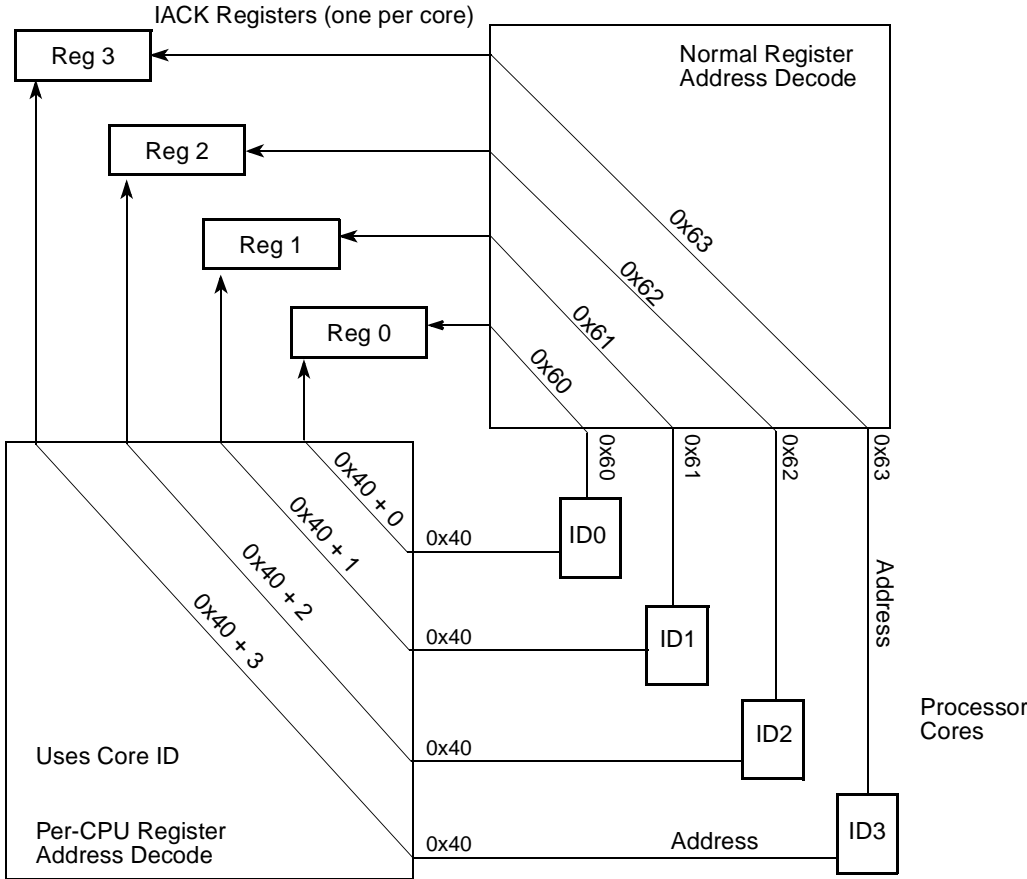 IACK Registers (one per core)
Reg 3
Normal Register
Address Decode
Reg 2
0x63
Reg 1
0x62
0x61
Reg 0
0x60
0x60
0x61
0x62
0x63
0x40 + 0
0x40 + 1
0x40 + 2
0x40 + 3
0x40
ID0
Address
0x40
ID1
0x40
ID2
Processor
Cores
Uses Core ID
Per-CPU Register
Address Decode
0x40
Address
ID3